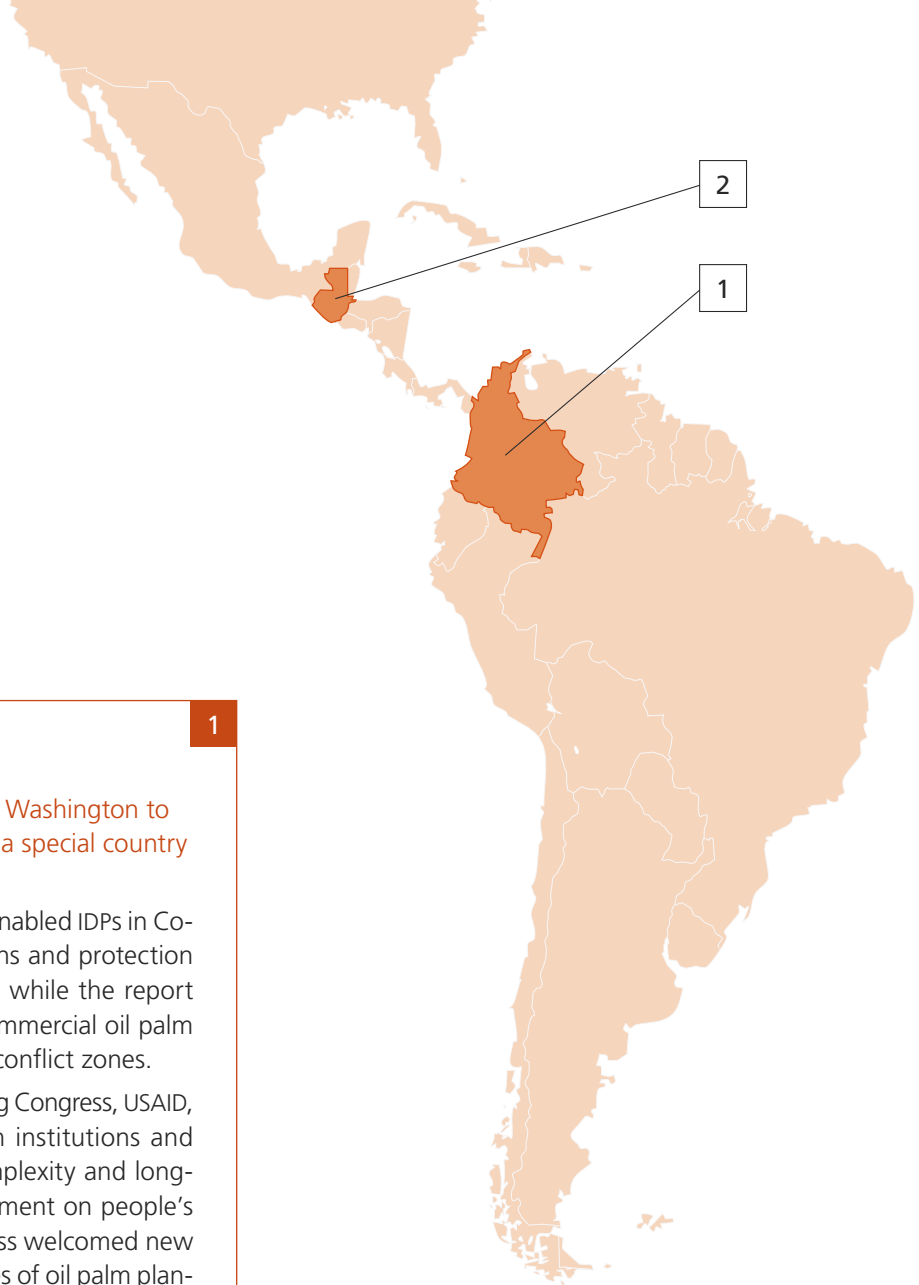 2
1
1
Washington to
a special country
nabled IDPs in Co-
ns and protection
while the report
mmercial oil palm
conflict zones.
g Congress, USAID,
n institutions and
nplexity and long-
ment on people's
ss welcomed new
s of oil palm plan-